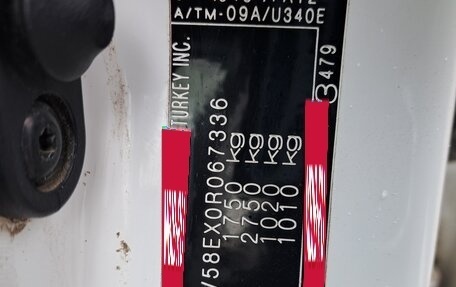 A/TM-09A/U340E
TURKEY INC.
V58EX0R067336
1750 kg
2750 kg
1020 kg
1010 kg
3479